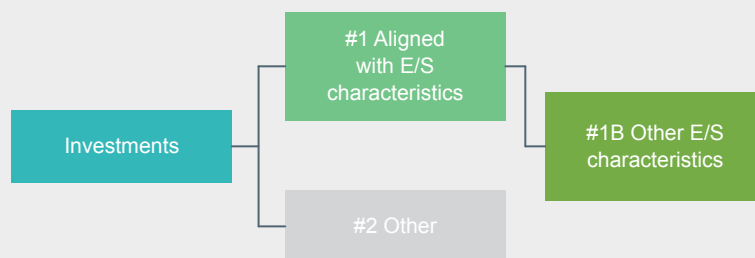 #1 Aligned
with E/S
characteristics
Investments
#1B Other E/S
characteristics
#2 Other